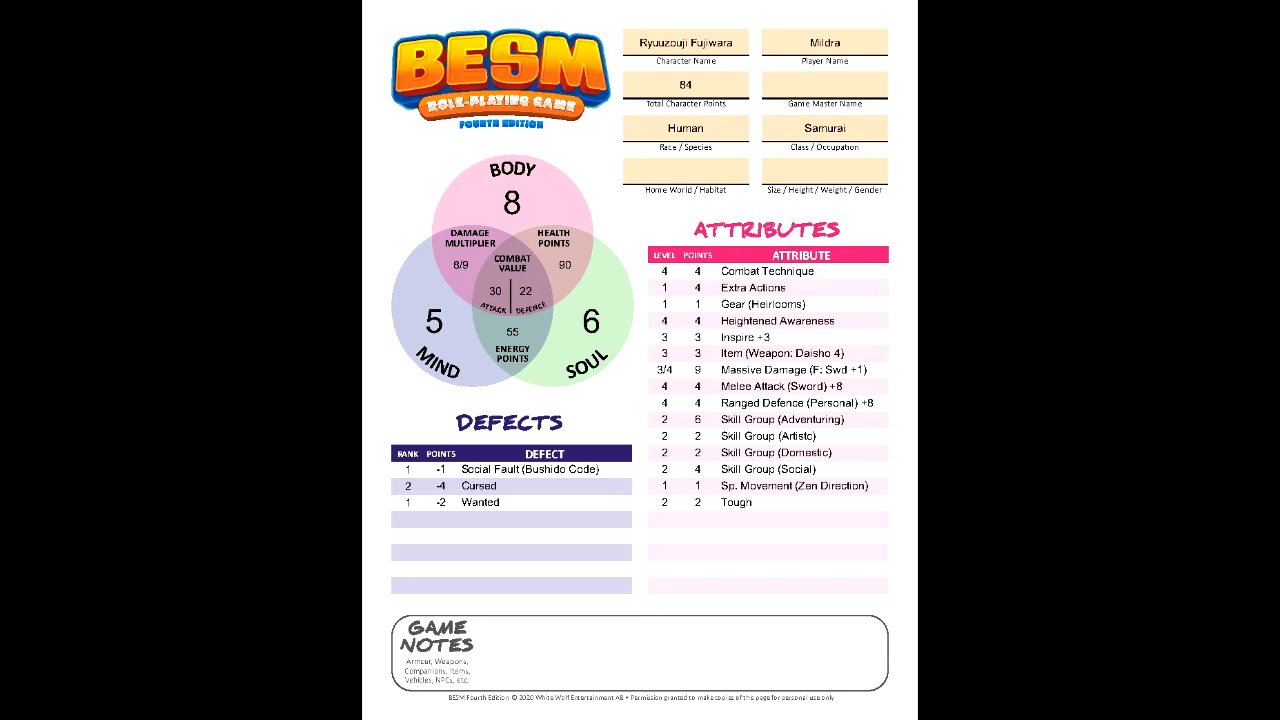 BESM
ROLE-PLAYING GAME
FOURTH EDITION
Ryuuzouji Fujiwara
Character Name
Mildra
Player Name
84
Total Character Points
Game Master Name
Human
Race / Species
Samurai
Class / Occupation
Home World / Habitat
Size / Height / Weight / Gender
BODY
8
DAMAGE
MULTIPLIER
8/9
HEALTH
POINTS
90
COMBAT
VALUE
30 22
ATTACK DEFENCE
5
MIND
6
SOUL
55
ENERGY
POINTS
DEFECTS
RANK POINTS DEFECT
1 -1 Social Fault (Bushido Code)
2 -4 Cursed
1 -2 Wanted
ATTRIBUTES
LEVEL POINTS ATTRIBUTE
4 4 Combat Technique
1 4 Extra Actions
1 1 Gear (Heirlooms)
4 4 Heightened Awareness
3 3 Inspire +3
3 3 Item (Weapon: Daisho 4)
3/4 9 Massive Damage (F: Swd +1)
4 4 Melee Attack (Sword) +8
4 4 Ranged Defence (Personal) +8
2 6 Skill Group (Adventuring)
2 2 Skill Group (Artistc)
2 2 Skill Group (Domestic)
2 4 Skill Group (Social)
1 1 Sp. Movement (Zen Direction)
2 2 Tough
GAME
NOTES
Armour, Weapons,
Companions, Items,
Vehicles, NPCs, etc.
BESM Fourth Edition © 2020 White Wolf Entertainment AB • Permission granted to make copies of this page for personal use only